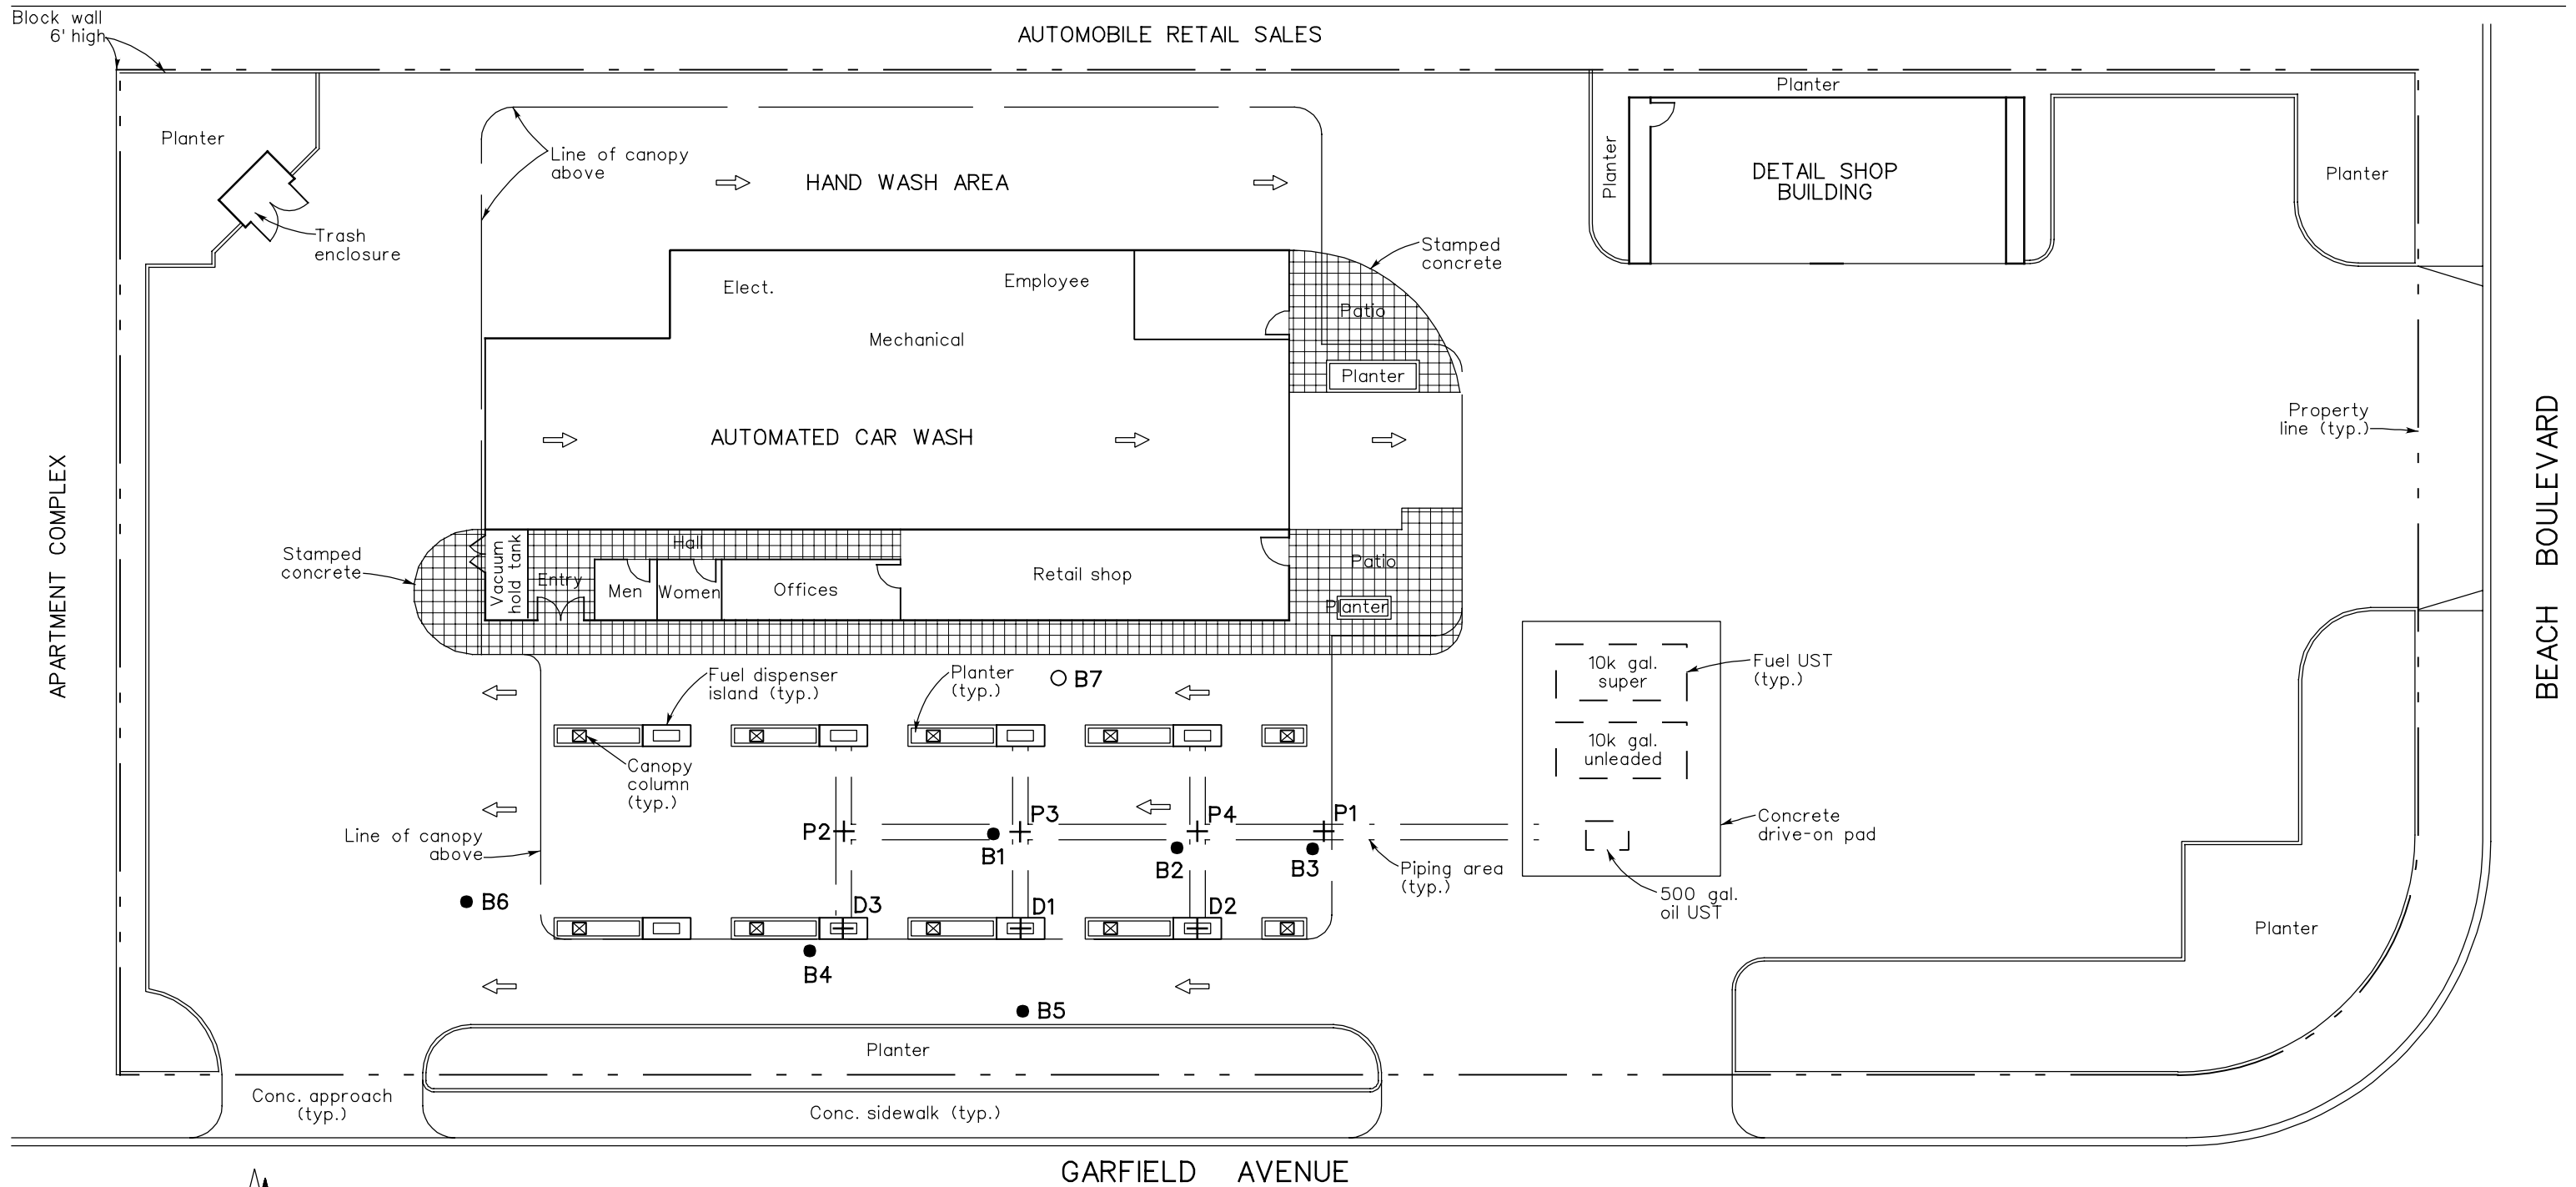 Block wall
6' high
AUTOMOBILE RETAIL SALES
Planter
Planter
Planter
Line of canopy
above
HAND WASH AREA
DETAIL SHOP
BUILDING
Planter
Trash
enclosure
Stamped
concrete
Elect.
Employee
Patio
Mechanical
Planter
AUTOMATED CAR WASH
Property
line (typ.)
APARTMENT COMPLEX
BEACH BOULEVARD
Stamped
concrete
Vacuum
hold tank
Hall
Entry
Men
Women
Offices
Retail shop
Patio
Planter
Fuel dispenser
island (typ.)
Planter
(typ.)
B7
10k gal.
super
Fuel UST
(typ.)
10k gal.
unleaded
Canopy
column
(typ.)
P2
P3
P4
P1
Concrete
drive-on pad
Line of canopy
above
B1
B2
B3
Piping area
(typ.)
500 gal.
oil UST
B6
D3
D1
D2
Planter
B4
B5
Planter
Conc. approach
(typ.)
Conc. sidewalk (typ.)
GARFIELD AVENUE